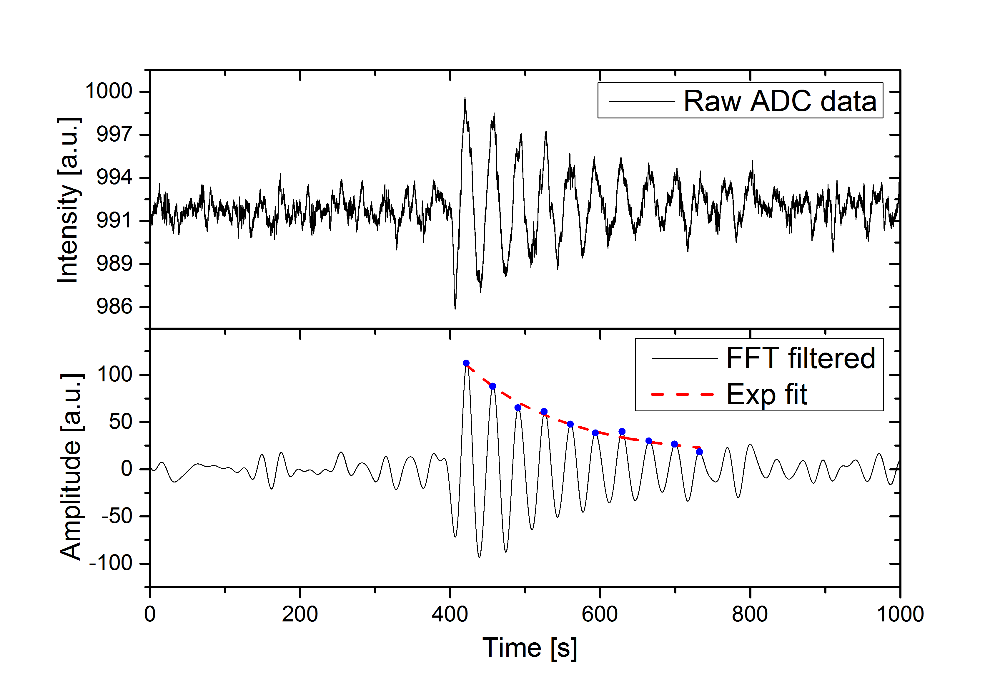 Intensity [a.u.]
1000
997
994
991
989
986
Raw ADC data
Amplitude [a.u.]
100
50
0
-50
-100
FFT filtered
Exp fit
0 200 400 600 800 1000
Time [s]